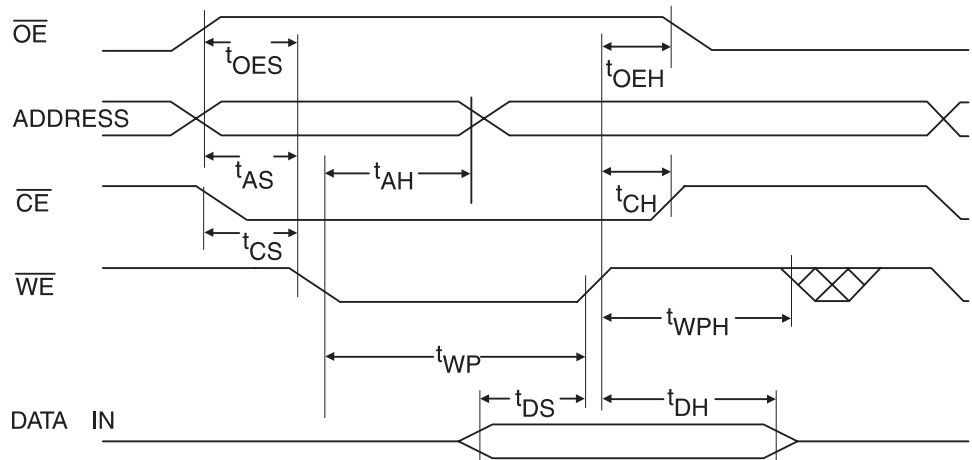 OE
tOES
tOEH
ADDRESS
tAS
tAH
tCH
CE
tCS
WE
tWPH
tWP
tDS
tDH
DATA IN